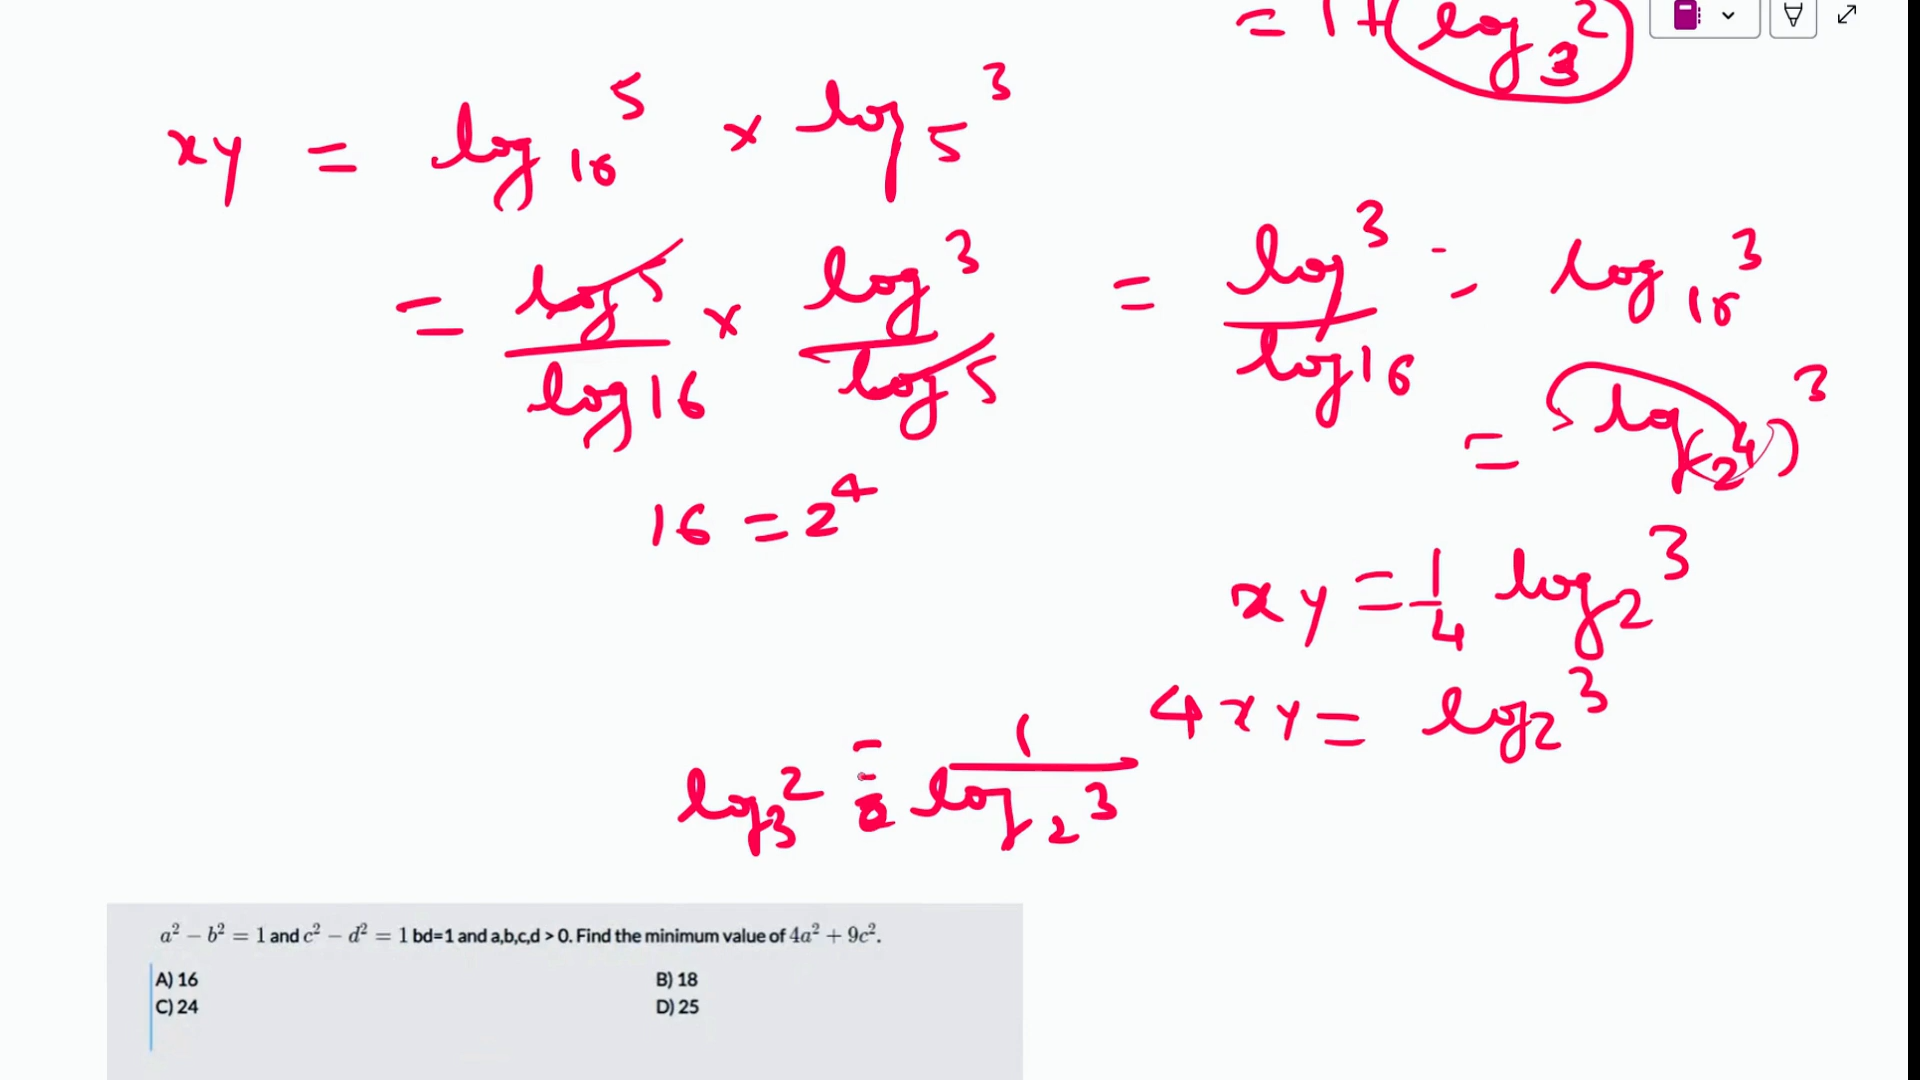 = 1 + log₃²
xy = log₁₆⁵ × log₅³
= log 5 / log 16 × log 3 / log 5 = log 3 / log 16 = log₁₆³
= log₍₂⁴₎³
16 = 2⁴
xy = 1/4 log₂³
4xy = log₂³
log₃² = 1 / log₂³
a² − b² = 1 and c² − d² = 1 bd=1 and a,b,c,d > 0. Find the minimum value of 4a² + 9c².
A) 16 B) 18
C) 24 D) 25